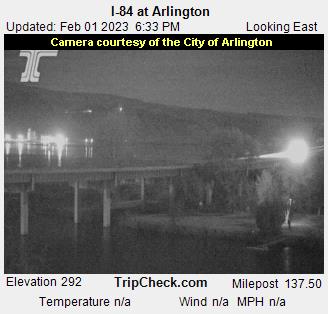 I-84 at Arlington
Updated: Feb 01 2023 6:33 PM Looking East
Camera courtesy of the City of Arlington
Elevation 292 TripCheck.com Milepost 137.50
Temperature n/a Wind n/a MPH n/a